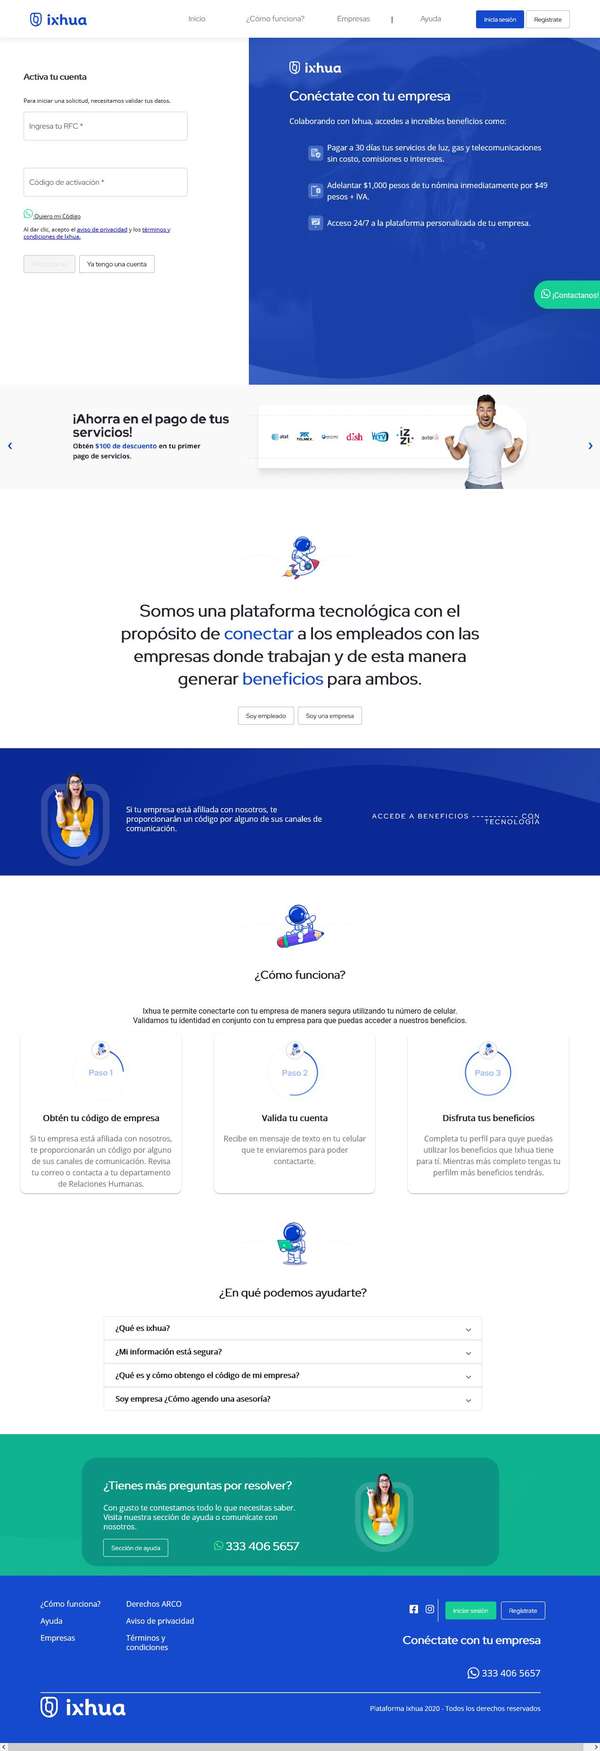 ixhua
Inicio
¿Cómo funciona?
Empresas
|
Ayuda
Inicia sesión
Regístrate
Activa tu cuenta
Para iniciar una solicitud, necesitamos validar tus datos.
Ingresa tu RFC *
Código de activación *
Quiero mi Código
Al dar clic, acepto el aviso de privacidad y los términos y
condiciones de Ixhua.
Ya tengo una cuenta
ixhua
Conéctate con tu empresa
Colaborando con Ixhua, accedes a increíbles beneficios como:
Pagar a 30 días tus servicios de luz, gas y telecomunicaciones
sin costo, comisiones o intereses.
Adelantar $1,000 pesos de tu nómina inmediatamente por $49
pesos + IVA.
Acceso 24/7 a la plataforma personalizada de tu empresa.
¡Contactanos!
¡Ahorra en el pago de tus
servicios!
Obtén $100 de descuento en tu primer
pago de servicios.
at&t
TELMEX
dish
VeTV
izzi
Somos una plataforma tecnológica con el
propósito de conectar a los empleados con las
empresas donde trabajan y de esta manera
generar beneficios para ambos.
Soy empleado
Soy una empresa
Si tu empresa está afiliada con nosotros, te
proporcionarán un código por alguno de sus canales de
comunicación.
ACCEDE A BENEFICIOS ----------- CON
TECNOLOGÍA
¿Cómo funciona?
Ixhua te permite conectarte con tu empresa de manera segura utilizando tu número de celular.
Validamos tu identidad en conjunto con tu empresa para que puedas acceder a nuestros beneficios.
Paso 1
Obtén tu código de empresa
Si tu empresa está afiliada con nosotros,
te proporcionarán un código por alguno
de sus canales de comunicación. Revisa
tu correo o contacta a tu departamento
de Relaciones Humanas.
Paso 2
Valida tu cuenta
Recibe en mensaje de texto en tu celular
que te enviaremos para poder
contactarte.
Paso 3
Disfruta tus beneficios
Completa tu perfil para quye puedas
utilizar los beneficios que Ixhua tiene
para tí. Mientras más completo tengas tu
perfilm más beneficios tendrás.
¿En qué podemos ayudarte?
¿Qué es ixhua?
¿Mi información está segura?
¿Qué es y cómo obtengo el código de mi empresa?
Soy empresa ¿Cómo agendo una asesoría?
¿Tienes más preguntas por resolver?
Con gusto te contestamos todo lo que necesitas saber.
Visita nuestra sección de ayuda o comunícate con
nosotros.
Sección de ayuda
333 406 5657
¿Cómo funciona?
Ayuda
Empresas
Derechos ARCO
Aviso de privacidad
Términos y
condiciones
Iniciar sesión
Regístrate
Conéctate con tu empresa
333 406 5657
ixhua
Plataforma Ixhua 2020 - Todos los derechos reservados